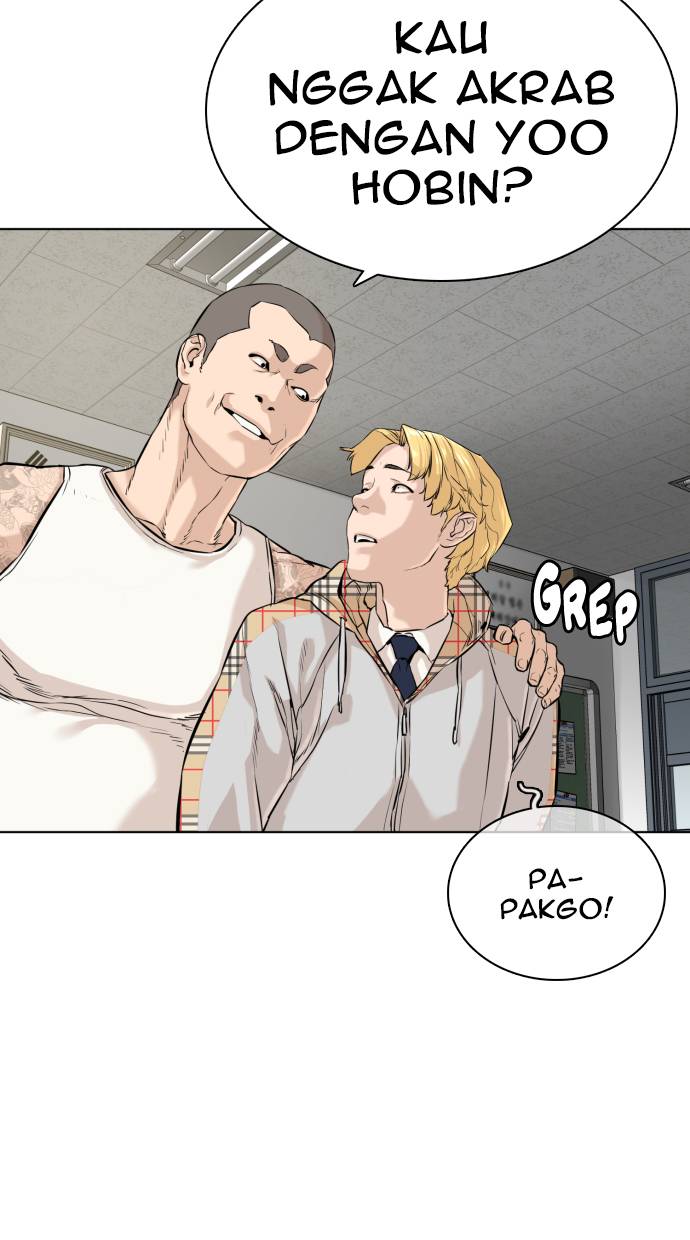 KAU
NGGAK AKRAB
DENGAN YOO
HOBIN?
GREP
PA-
PAKGO!